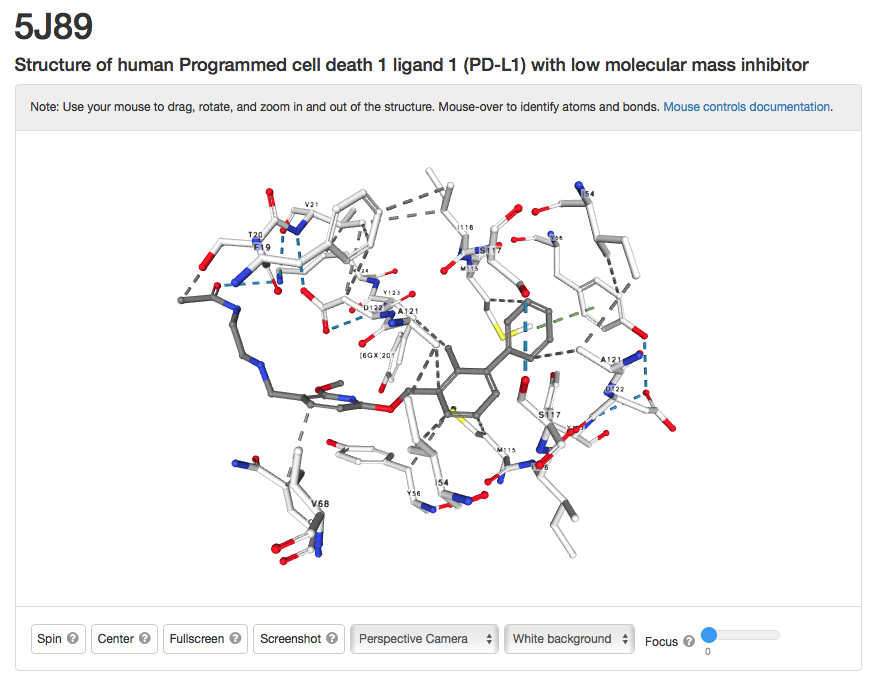 5J89
Structure of human Programmed cell death 1 ligand 1 (PD-L1) with low molecular mass inhibitor
Note: Use your mouse to drag, rotate, and zoom in and out of the structure. Mouse-over to identify atoms and bonds. Mouse controls documentation.
V21
I54
T20
F19
I116
S117
Y56
M115
Y123
D122
A121
[6GX]201
A121
D122
S117
M115
I54
Y56
V68
Spin ? Center ? Fullscreen ? Screenshot ? Perspective Camera White background Focus ?
0